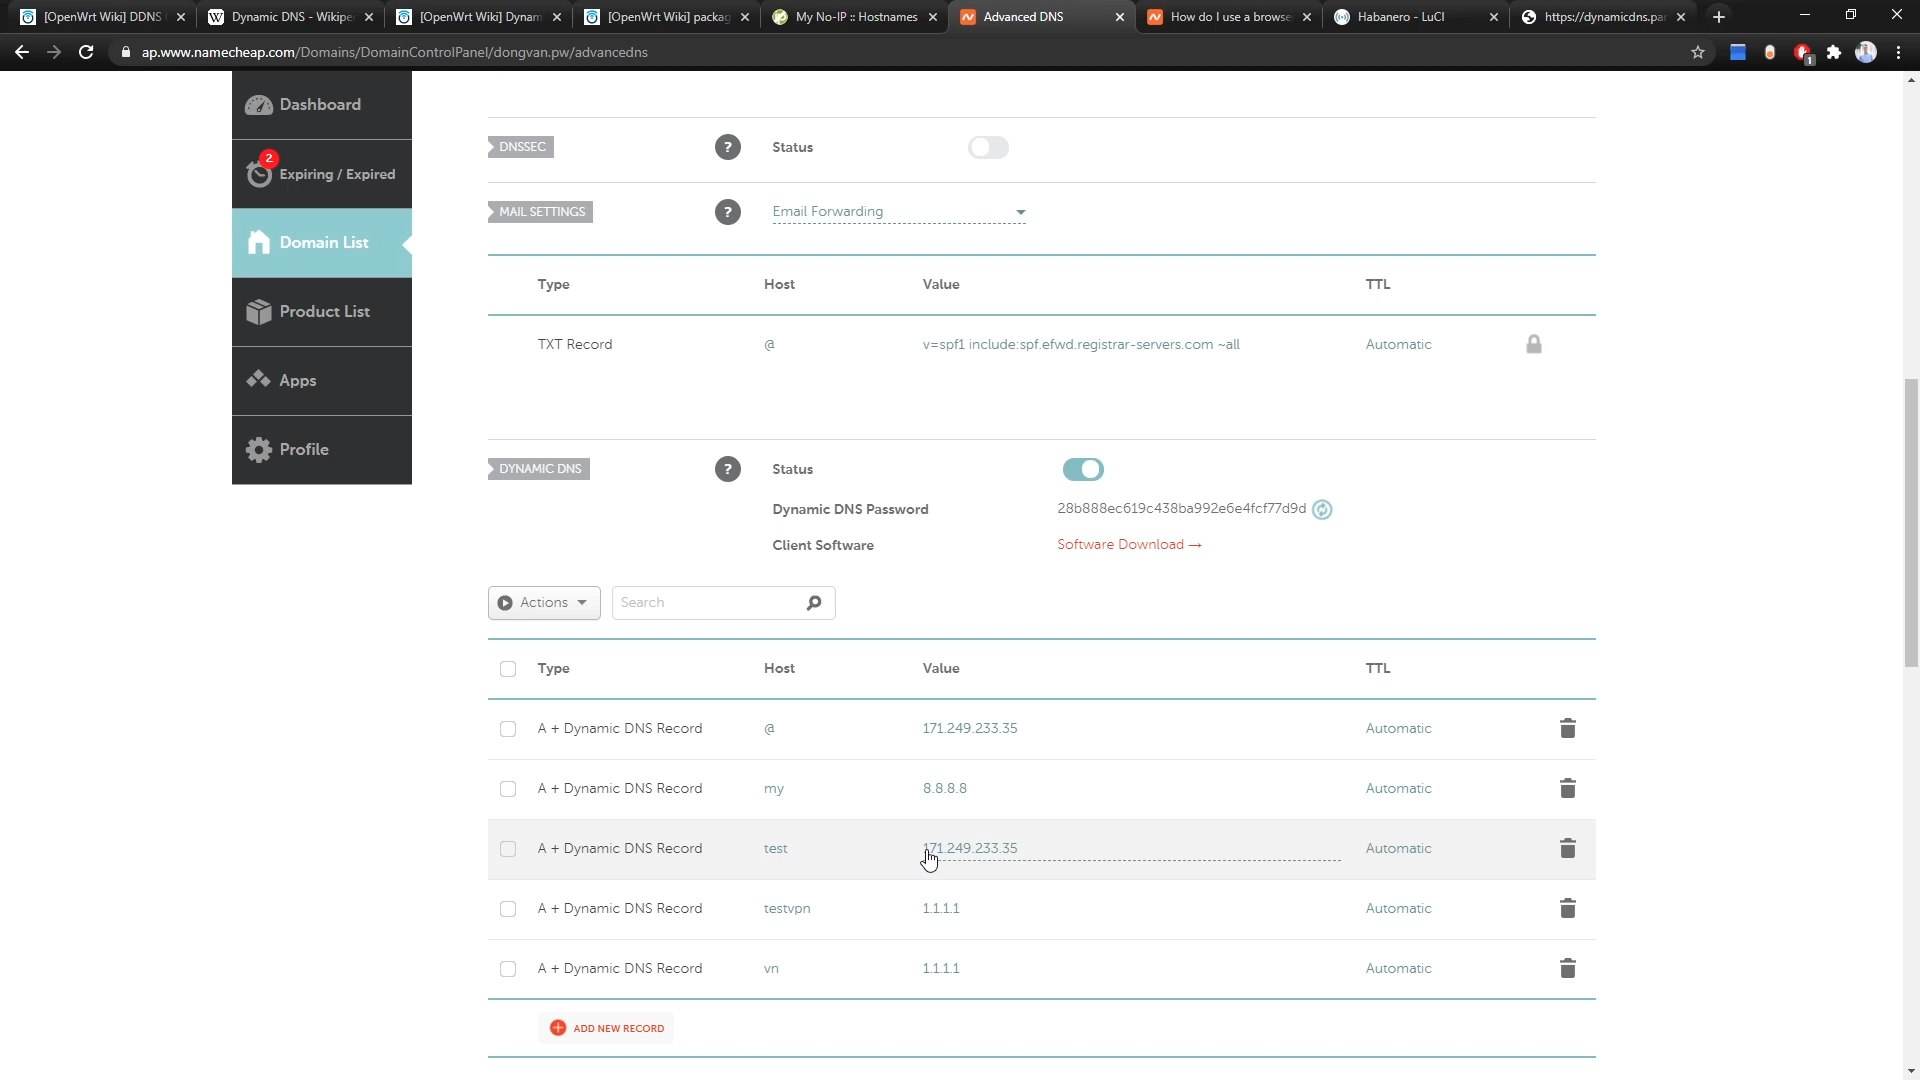 [OpenWrt Wiki] DDNS
Dynamic DNS - Wikiper
[OpenWrt Wiki] Dynam
[OpenWrt Wiki] packag
My No-IP :: Hostnames
Advanced DNS
How do I use a browse
Habanero - LuCI
https://dynamicdns.par
ap.www.namecheap.com/Domains/DomainControlPanel/dongvan.pw/advancedns
1
Dashboard
2
Expiring / Expired
Domain List
Product List
Apps
Profile
DNSSEC
?
Status
MAIL SETTINGS
?
Email Forwarding
Type Host Value TTL
TXT Record @ v=spf1 include:spf.efwd.registrar-servers.com ~all Automatic
DYNAMIC DNS
?
Status
Dynamic DNS Password 28b888ec619c438ba992e6e4fcf77d9d
Client Software Software Download →
Actions
Search
Type Host Value TTL
A + Dynamic DNS Record @ 171.249.233.35 Automatic
A + Dynamic DNS Record my 8.8.8.8 Automatic
A + Dynamic DNS Record test 171.249.233.35 Automatic
A + Dynamic DNS Record testvpn 1.1.1.1 Automatic
A + Dynamic DNS Record vn 1.1.1.1 Automatic
ADD NEW RECORD